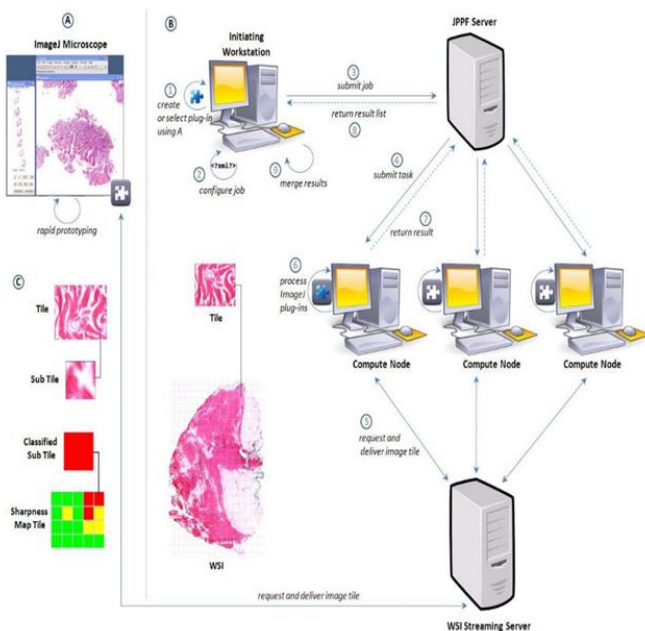 A
ImageJ Microscope
rapid prototyping
B
Initiating
Workstation
1
create
or select plug-in
using A
<?xml?>
2
configure job
9
merge results
3
submit job
return result list
8
JPPF Server
4
submit task
7
return result
6
process
ImageJ
plug-ins
Compute Node
Compute Node
Compute Node
5
request and
deliver image tile
C
Tile
Sub Tile
Classified
Sub Tile
Sharpness
Map Tile
Tile
WSI
request and deliver image tile
WSI Streaming Server